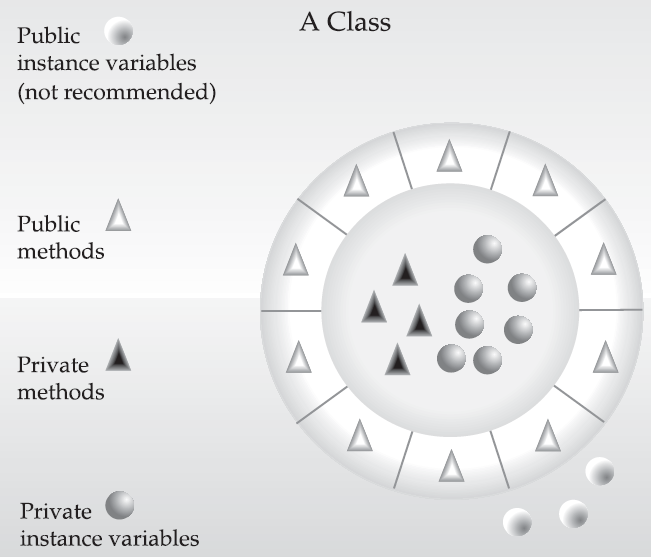 A Class
Public
instance variables
(not recommended)
Public
methods
Private
methods
Private
instance variables